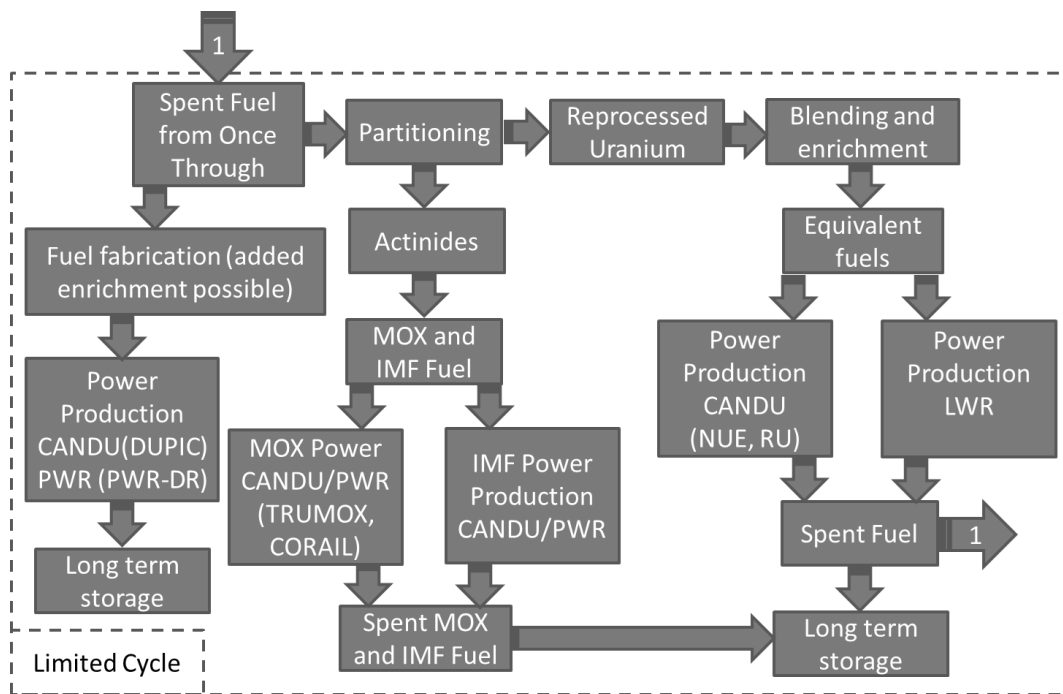 1
Spent Fuel
from Once
Through
Partitioning
Reprocessed
Uranium
Blending and
enrichment
Fuel fabrication (added
enrichment possible)
Actinides
Equivalent
fuels
Power
Production
CANDU(DUPIC)
PWR (PWR-DR)
MOX and
IMF Fuel
Power
Production
CANDU
(NUE, RU)
Power
Production
LWR
MOX Power
CANDU/PWR
(TRUMOX,
CORAIL)
IMF Power
Production
CANDU/PWR
Spent Fuel
1
Long term
storage
Spent MOX
and IMF Fuel
Long term
storage
Limited Cycle